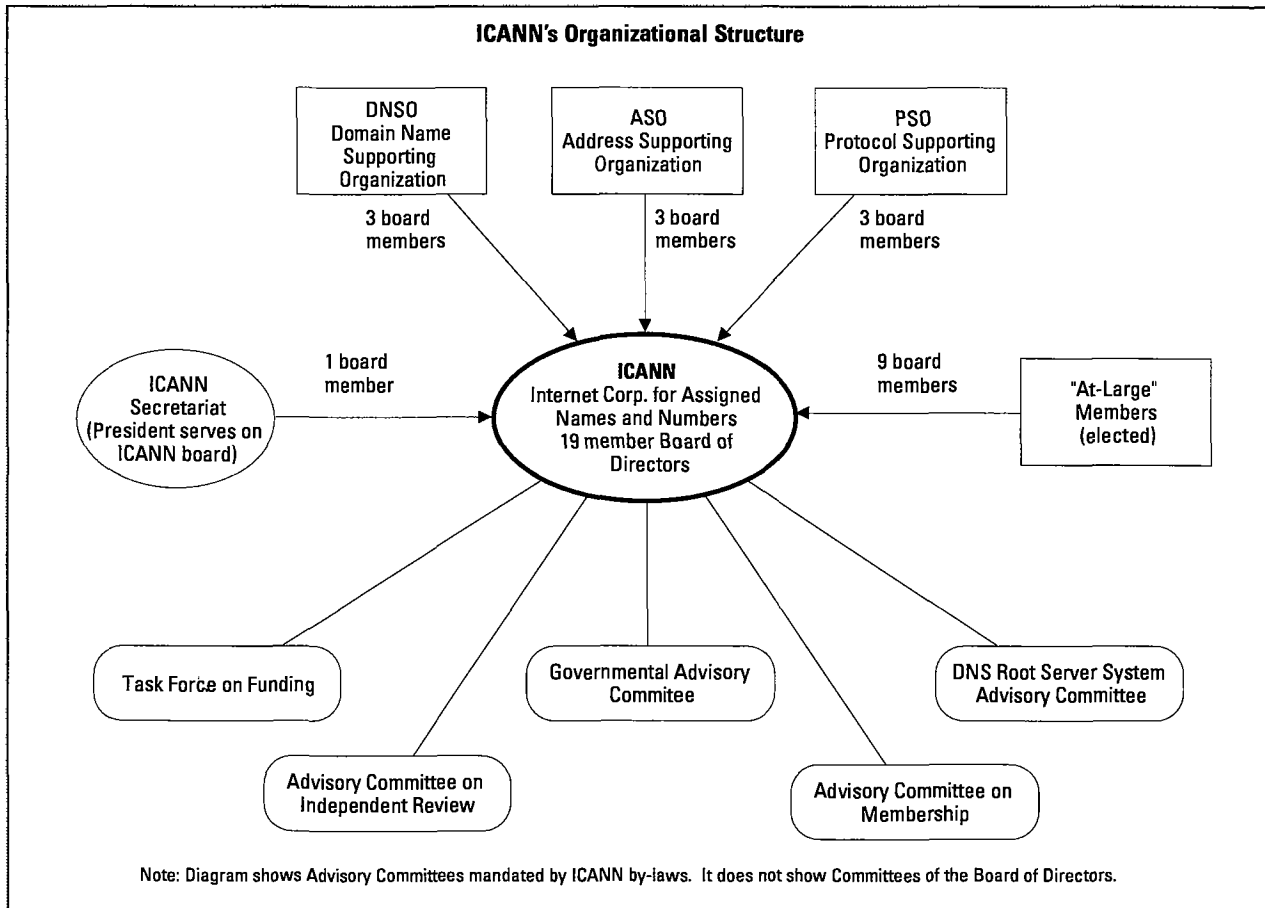 ICANN's Organizational Structure
DNSO
Domain Name
Supporting
Organization
ASO
Address Supporting
Organization
PSO
Protocol Supporting
Organization
3 board
members
3 board
members
3 board
members
ICANN
Secretariat
(President serves on
ICANN board)
1 board
member
ICANN
Internet Corp. for Assigned
Names and Numbers
19 member Board of
Directors
9 board
members
"At-Large"
Members
(elected)
Task Force on Funding
Governmental Advisory
Commitee
DNS Root Server System
Advisory Committee
Advisory Committee on
Independent Review
Advisory Committee on
Membership
Note: Diagram shows Advisory Committees mandated by ICANN by-laws. It does not show Committees of the Board of Directors.